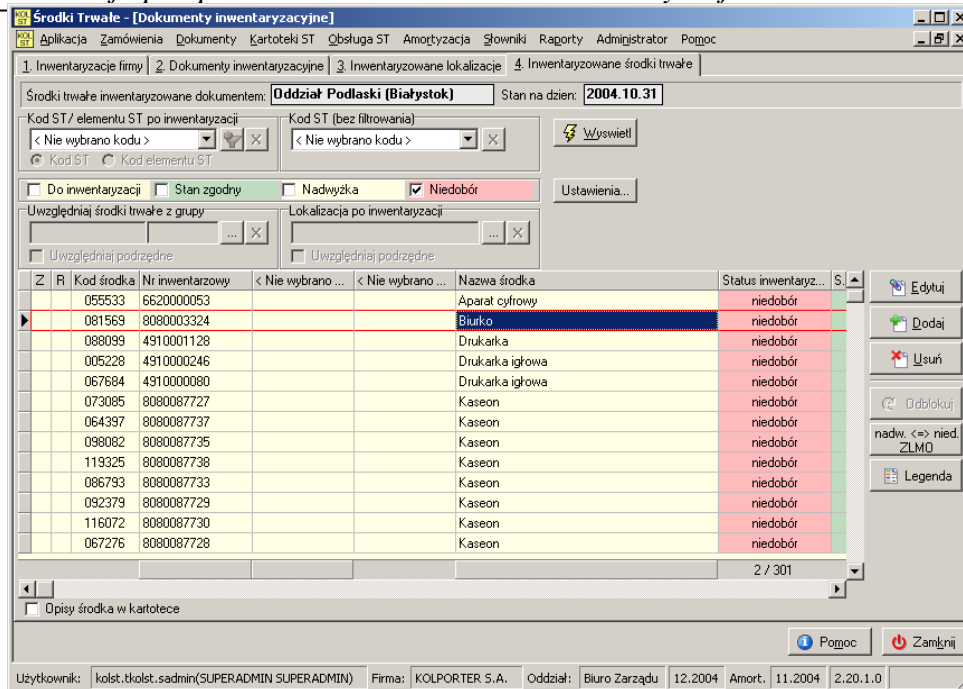 KOL ST Środki Trwałe - [Dokumenty inwentaryzacyjne]
KOL ST Aplikacja Zamówienia Dokumenty Kartoteki ST Obsługa ST Amortyzacja Słowniki Raporty Administrator Pomoc
1. Inwentaryzacje firmy 2. Dokumenty inwentaryzacyjne 3. Inwentaryzowane lokalizacje 4. Inwentaryzowane środki trwałe
Środki trwałe inwentaryzowane dokumentem: Oddział Podlaski (Białystok) Stan na dzien: 2004.10.31
Kod ST/ elementu ST po inwentaryzacji Kod ST (bez filtrowania)
< Nie wybrano kodu > < Nie wybrano kodu > Wyswietl
Kod ST Kod elementu ST
Do inwentaryzacji Stan zgodny Nadwyżka Niedobór Ustawienia...
Uwzględniaj środki trwałe z grupy Lokalizacja po inwentaryzacji
... ...
Uwzględniaj podrzędne Uwzględniaj podrzędne
Z R Kod środka Nr inwentarzowy < Nie wybrano ... < Nie wybrano ... Nazwa środka Status inwentaryz... S.
055533 6620000053 Aparat cyfrowy niedobór
081569 8080003324 Biurko niedobór
088099 4910001128 Drukarka niedobór
005228 4910000246 Drukarka igłowa niedobór
067684 4910000080 Drukarka igłowa niedobór
073085 8080087727 Kaseon niedobór
064397 8080087737 Kaseon niedobór
098082 8080087735 Kaseon niedobór
119325 8080087738 Kaseon niedobór
086793 8080087733 Kaseon niedobór
092379 8080087729 Kaseon niedobór
116072 8080087730 Kaseon niedobór
067276 8080087728 Kaseon niedobór
2 / 301
Edytuj
Dodaj
Usuń
Odblokuj
nadw. <=> nied.
ZLMO
Legenda
Opisy środka w kartotece
Pomoc Zamknij
Użytkownik: kolst.tkolst.sadmin(SUPERADMIN SUPERADMIN) Firma: KOLPORTER S.A. Oddział: Biuro Zarządu 12.2004 Amort. 11.2004 2.20.1.0